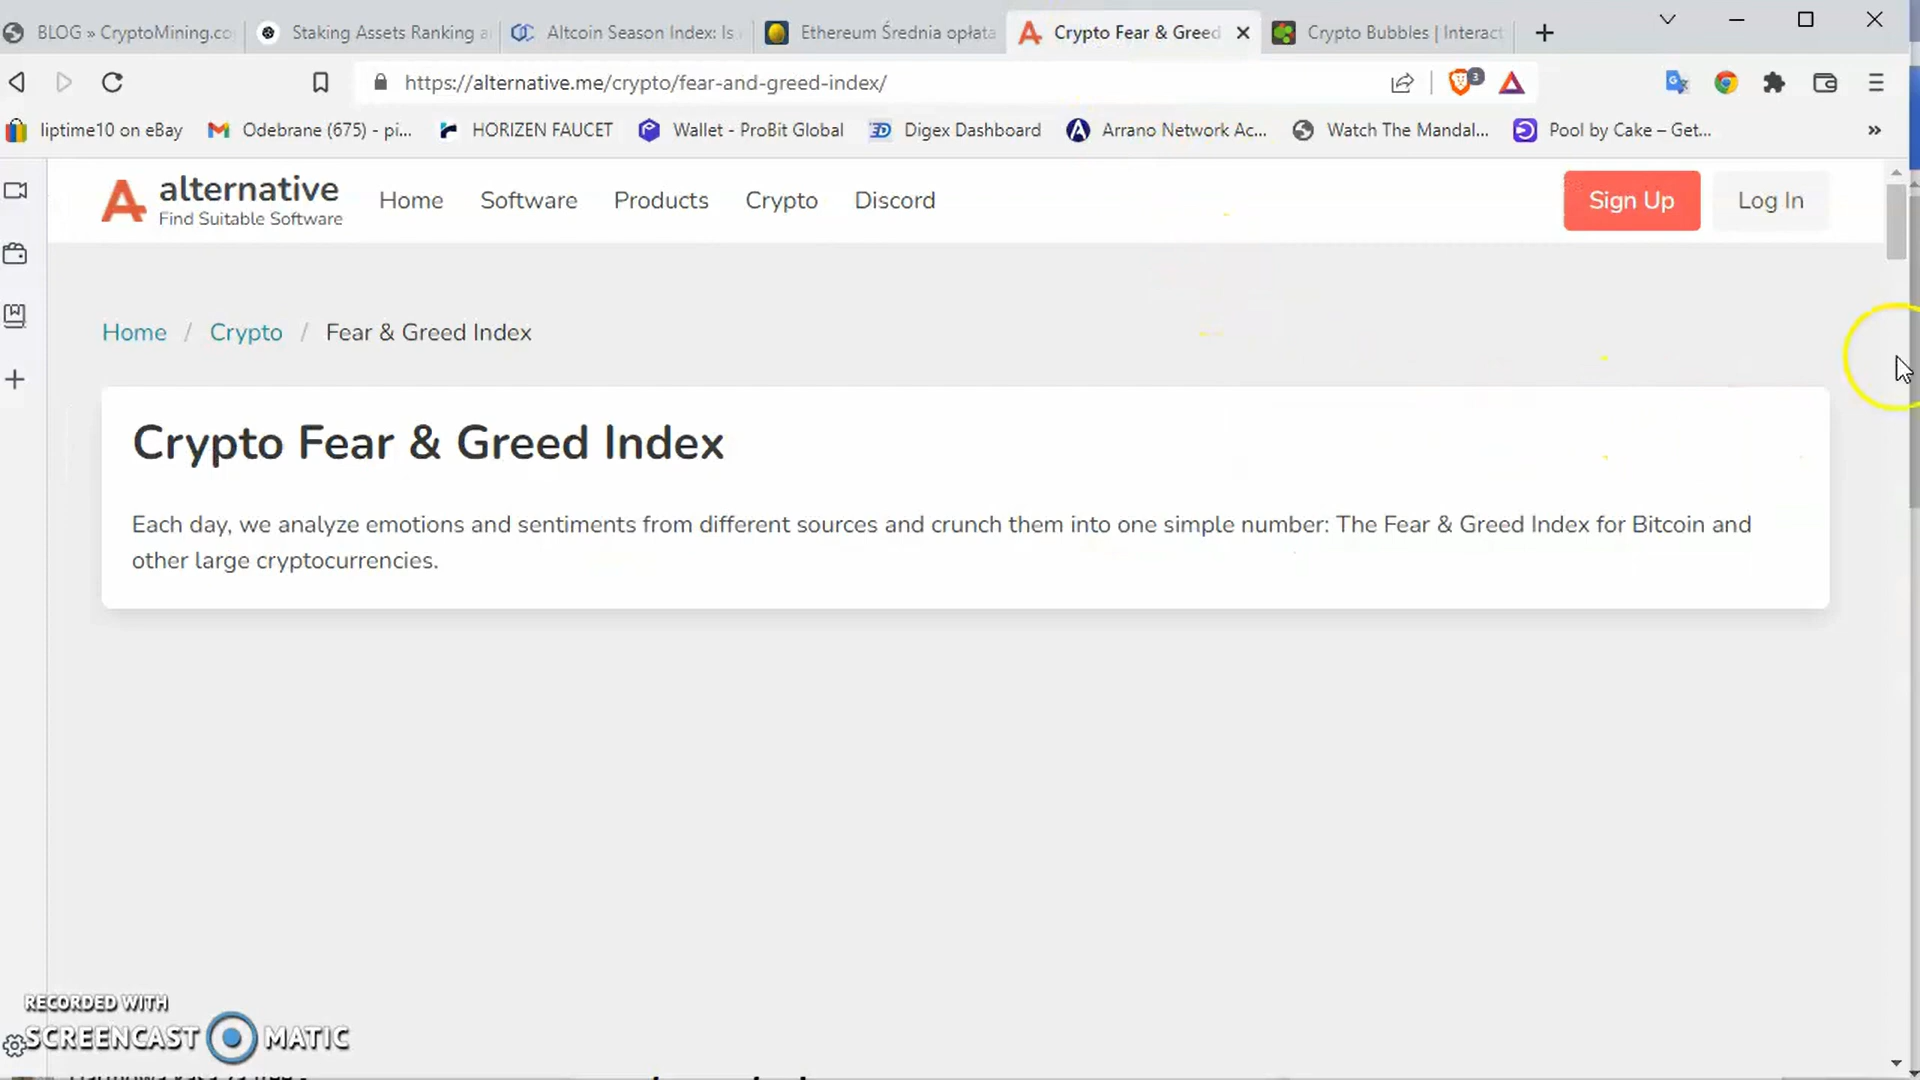 BLOG » CryptoMining.co
Staking Assets Ranking a
Altcoin Season Index: Is
Ethereum Średnia opłata
Crypto Fear & Greed
Crypto Bubbles | Interact
https://alternative.me/crypto/fear-and-greed-index/
3
liptime10 on eBay
Odebrane (675) - pi...
HORIZEN FAUCET
Wallet - ProBit Global
Digex Dashboard
Arrano Network Ac...
Watch The Mandal...
Pool by Cake – Get...
»
alternative
Find Suitable Software
Home
Software
Products
Crypto
Discord
Sign Up
Log In
Home / Crypto / Fear & Greed Index
Crypto Fear & Greed Index
Each day, we analyze emotions and sentiments from different sources and crunch them into one simple number: The Fear & Greed Index for Bitcoin and
other large cryptocurrencies.
RECORDED WITH
SCREENCAST MATIC